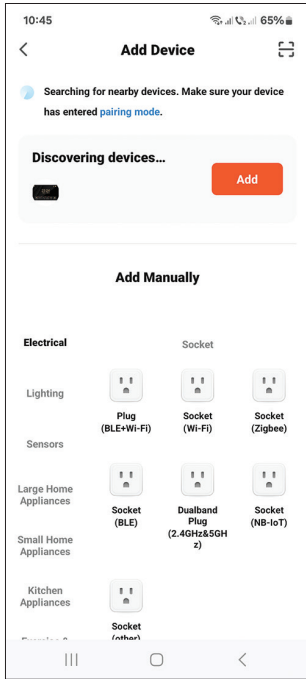 10:45
65%
Add Device
Searching for nearby devices. Make sure your device
has entered pairing mode.
Discovering devices...
Add
Add Manually
Electrical
Socket
Lighting
Plug
(BLE+Wi-Fi)
Socket
(Wi-Fi)
Socket
(Zigbee)
Sensors
Large Home
Appliances
Socket
(BLE)
Dualband
Plug
(2.4GHz&5GH
z)
Socket
(NB-IoT)
Small Home
Appliances
Kitchen
Appliances
Socket
(other)